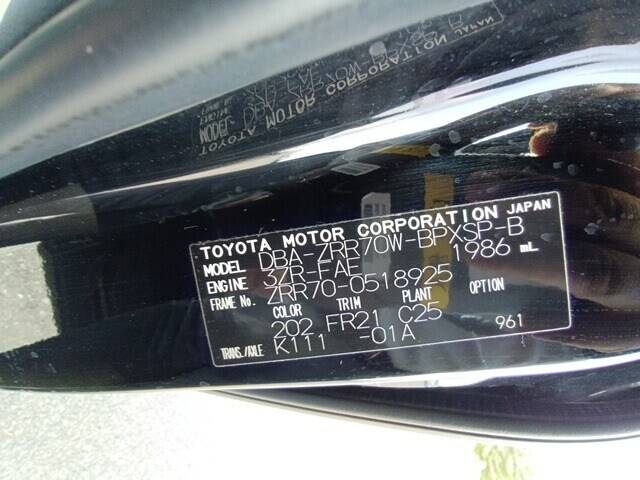 TOYOTA MOTOR CORPORATION JAPAN
MODEL DBA-ZRR70W-BPXSP-B
ENGINE 3ZR-FAE 1986 mL
FRAME No. ZRR70-0518925
COLOR TRIM PLANT OPTION
202 FR21 C25
TRANS./AXLE K111 -01A 961